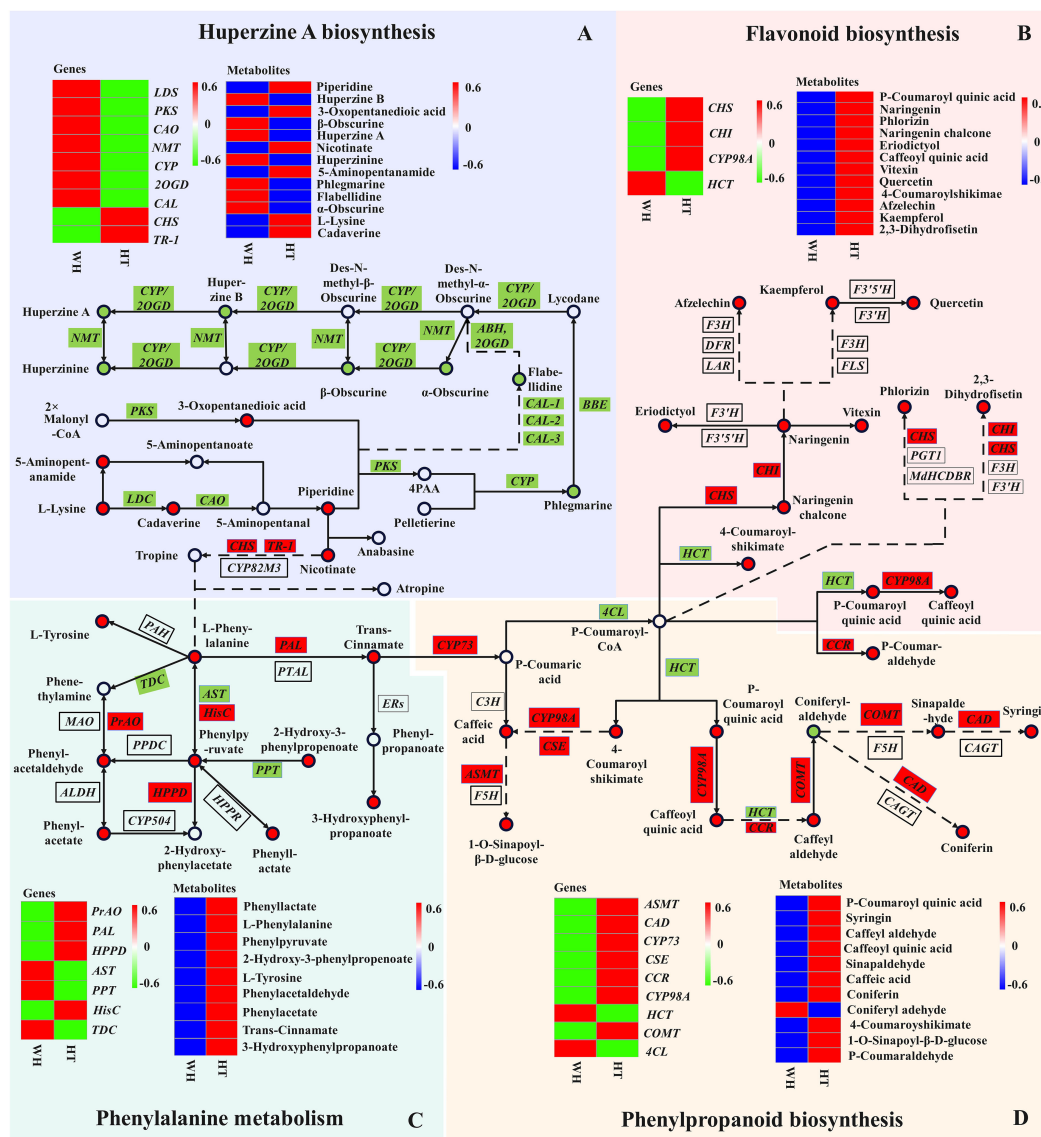 Huperzine A biosynthesis
A
Genes
LDS
PKS
CAO
NMT
CYP
2OGD
CAL
CHS
TR-1
WH
HT
0.6
0
-0.6
Metabolites
Piperidine
Huperzine B
3-Oxopentanedioic acid
β-Obscurine
Huperzine A
Nicotinate
Huperzinine
5-Aminopentanamide
Phlegmarine
Flabellidine
α-Obscurine
L-Lysine
Cadaverine
WH
HT
0.6
0
-0.6
Huperzine A
CYP/
2OGD
Huper-
zine B
CYP/
2OGD
Des-N-
methyl-β-
Obscurine
CYP/
2OGD
Des-N-
methyl-α-
Obscurine
CYP/
2OGD
Lycodane
NMT
NMT
NMT
NMT
ABH,
2OGD
Huperzinine
CYP/
2OGD
CYP/
2OGD
β-Obscurine
CYP/
2OGD
α-Obscurine
Flabe-
llidine
CAL-1
CAL-2
CAL-3
BBE
2×
Malonyl
-CoA
PKS
3-Oxopentanedioic acid
5-Aminopentanoate
5-Aminopent-
anamide
L-Lysine
LDC
Cadaverine
CAO
5-Aminopentanal
Piperidine
PKS
4PAA
Pelletierine
CYP
Phlegmarine
Anabasine
Tropine
CHS
TR-1
CYP82M3
Nicotinate
Atropine
Flavonoid biosynthesis
B
Genes
CHS
CHI
CYP98A
HCT
WH
HT
0.6
0
-0.6
Metabolites
P-Coumaroyl quinic acid
Naringenin
Phlorizin
Naringenin chalcone
Eriodictyol
Caffeoyl quinic acid
Vitexin
Quercetin
4-Coumaroylshikimae
Afzelechin
Kaempferol
2,3-Dihydrofisetin
WH
HT
0.
0
-0
Afzelechin
Kaempferol
F3'5'H
F3'H
Quercetin
F3H
DFR
LAR
F3H
FLS
Eriodictyol
F3'H
F3'5'H
Naringenin
Vitexin
Phlorizin
2,3-
Dihydrofisetin
CHS
PGT1
MdHCDBR
CHI
CHS
F3H
F3'H
CHI
CHS
Naringenin
chalcone
HCT
4-Coumaroyl-
shikimate
HCT
P-Coumaroyl
quinic acid
CYP98A
Caffeoyl
quinic acid
CCR
P-Coumar-
aldehyde
L-Tyrosine
PAH
L-Pheny-
lalanine
PAL
PTAL
Trans-
Cinnamate
Phene-
thylamine
TDC
MAO
PrAO
AST
HisC
Phenylpy
-ruvate
PPDC
2-Hydroxy-3-
phenylpropenoate
PPT
ERs
Phenyl-
propanoate
Phenyl-
acetaldehyde
ALDH
HPPD
HPPR
CYP504
Phenyl-
acetate
2-Hydroxy-
phenylacetate
Phenyll-
actate
3-Hydroxyphenyl-
propanoate
Genes
PrAO
PAL
HPPD
AST
PPT
HisC
TDC
WH
HT
0.6
0
-0.6
Metabolites
Phenyllactate
L-Phenylalanine
Phenylpyruvate
2-Hydroxy-3-phenylpropenoate
L-Tyrosine
Phenylacetaldehyde
Phenylacetate
Trans-Cinnamate
3-Hydroxyphenylpropanoate
WH
HT
0.6
0
-0.6
Phenylalanine metabolism
C
CYP73
4CL
P-Coumaroyl-
CoA
P-Coumaric
acid
HCT
C3H
Caffeic
acid
CYP98A
CSE
4-
Coumaroyl
shikimate
P-
Coumaroyl
quinic acid
ASMT
F5H
1-O-Sinapoyl-
β-D-glucose
CYP98A
Caffeoyl
quinic acid
HCT
CCR
COMT
Caffeyl
aldehyde
Coniferyl-
aldehyde
COMT
F5H
Sinapalde
-hyde
CAD
CAGT
Syringi
CAD
CAGT
Coniferin
Genes
ASMT
CAD
CYP73
CSE
CCR
CYP98A
HCT
COMT
4CL
WH
HT
0.6
0
-0.6
Metabolites
P-Coumaroyl quinic acid
Syringin
Caffeyl aldehyde
Caffeoyl quinic acid
Sinapaldehyde
Caffeic acid
Coniferin
Coniferyl adehyde
4-Coumaroyshikimate
1-O-Sinapoyl-β-D-glucose
P-Coumaraldehyde
WH
HT
0.6
0
-0.6
Phenylpropanoid biosynthesis
D